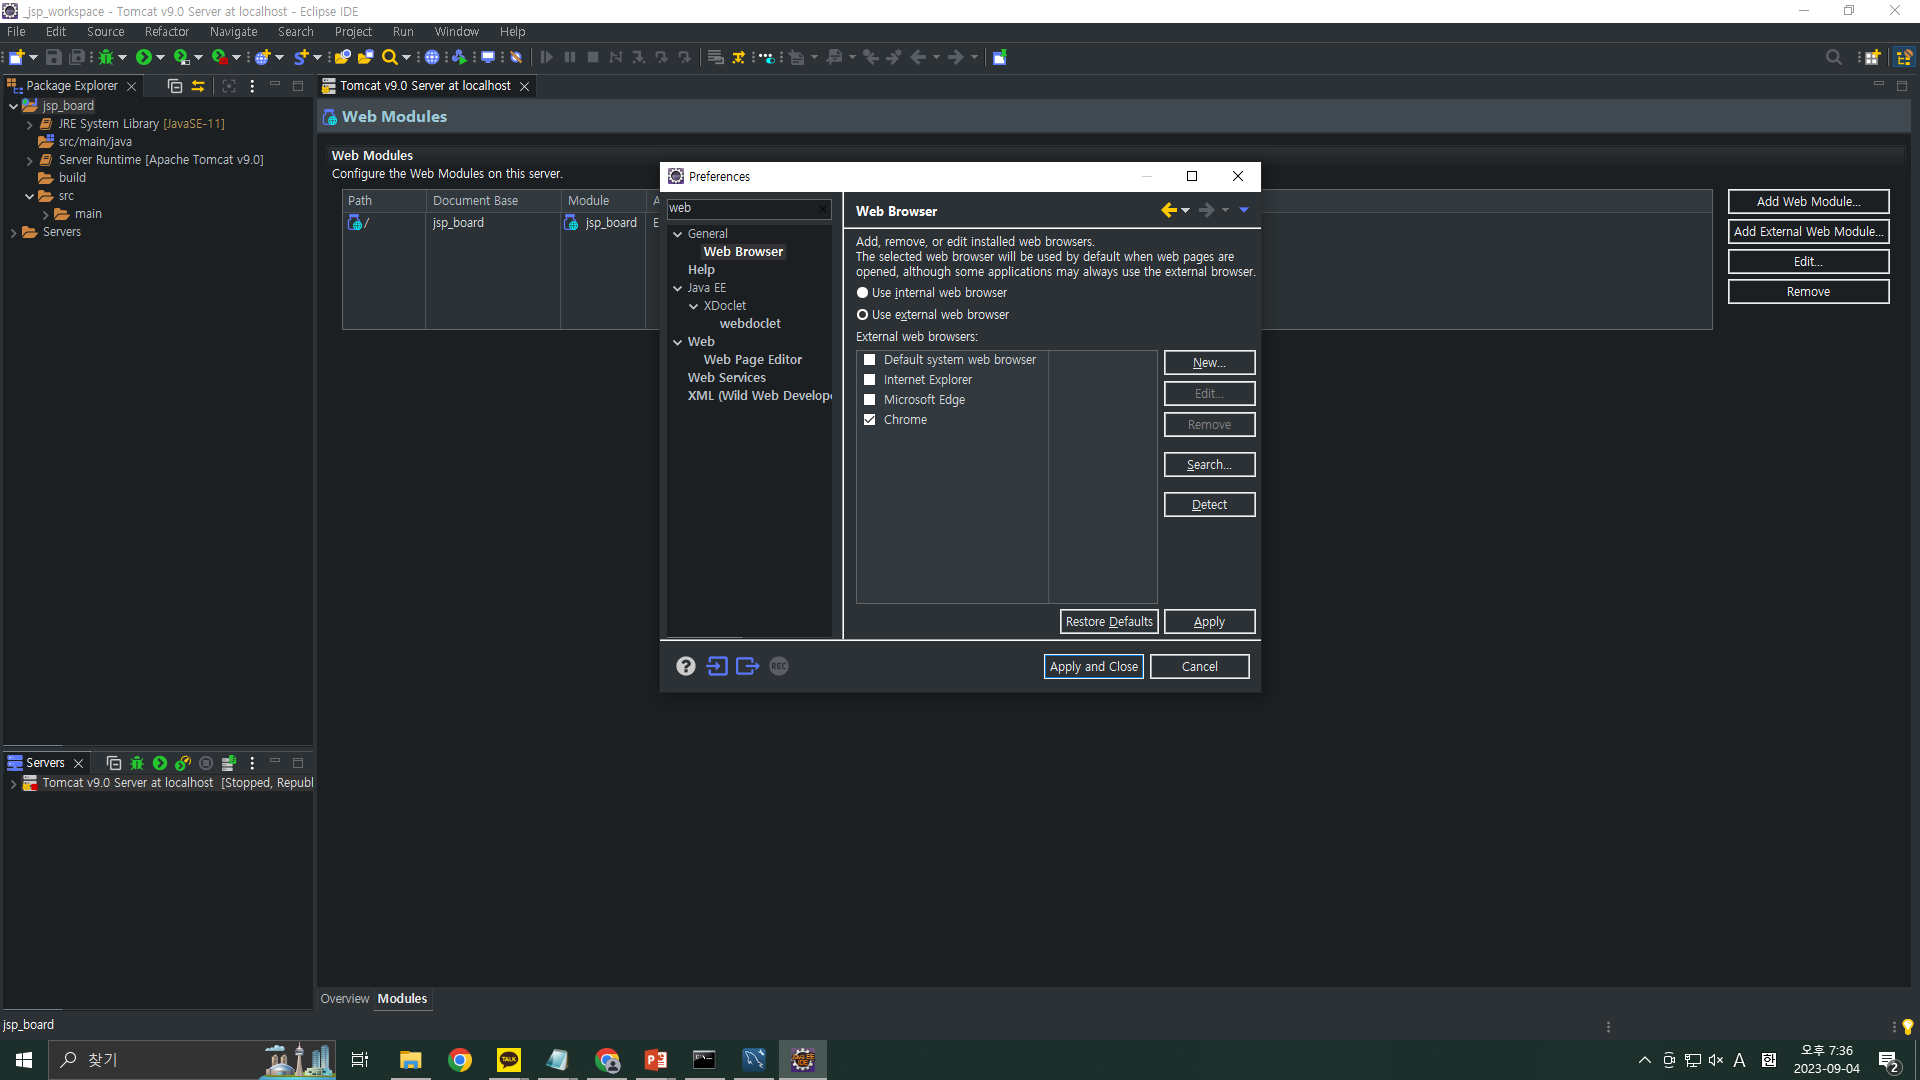 _jsp_workspace - Tomcat v9.0 Server at localhost - Eclipse IDE
File Edit Source Refactor Navigate Search Project Run Window Help
Package Explorer
Tomcat v9.0 Server at localhost
jsp_board
JRE System Library [JavaSE-11]
src/main/java
Server Runtime [Apache Tomcat v9.0]
build
src
main
Servers
Web Modules
Web Modules
Configure the Web Modules on this server.
Path Document Base Module
/ jsp_board jsp_board E
Add Web Module...
Add External Web Module...
Edit...
Remove
Preferences
web
General
Web Browser
Help
Java EE
XDoclet
webdoclet
Web
Web Page Editor
Web Services
XML (Wild Web Develope
Web Browser
Add, remove, or edit installed web browsers.
The selected web browser will be used by default when web pages are
opened, although some applications may always use the external browser.
Use internal web browser
Use external web browser
External web browsers:
Default system web browser
Internet Explorer
Microsoft Edge
Chrome
New...
Edit...
Remove
Search...
Detect
Restore Defaults
Apply
REC
Apply and Close
Cancel
Servers
Tomcat v9.0 Server at localhost [Stopped, Republ
Overview Modules
jsp_board
찾기
TALK
A
오후 7:36
2023-09-04
2